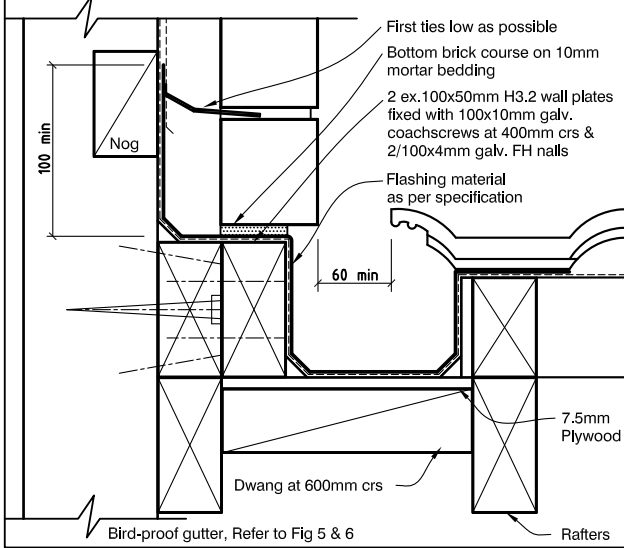 First ties low as possible
Bottom brick course on 10mm
mortar bedding
2 ex.100x50mm H3.2 wall plates
fixed with 100x10mm galv.
coachscrews at 400mm crs &
2/100x4mm galv. FH nalls
Nog
100 min
Flashing material
as per specification
60 min
7.5mm
Plywood
Dwang at 600mm crs
Bird-proof gutter, Refer to Fig 5 & 6
Rafters